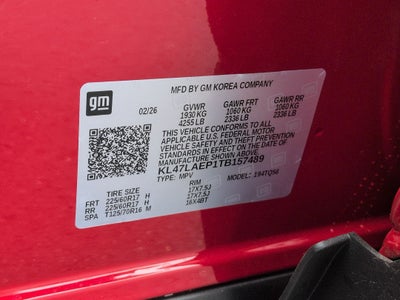 gm
MFD BY GM KOREA COMPANY
02/26 GVWR GAWR FRT GAWR RR
1930 KG 1060 KG 1060 KG
4255 LB 2336 LB 2336 LB
THIS VEHICLE CONFORMS TO ALL
APPLICABLE U.S. FEDERAL MOTOR
VEHICLE SAFETY AND THEFT PREVENTION
STANDARDS IN EFFECT ON THE DATE OF
MANUFACTURE SHOWN ABOVE.
KL47LAEP1TB157489
TYPE: MPV MODEL: 1S4TQ56
TIRE SIZE RIM
FRT 225/60R17 H 17X7.5J
RR 225/60R17 H 17X7.5J
SPA T125/70R16 M 16X4BT